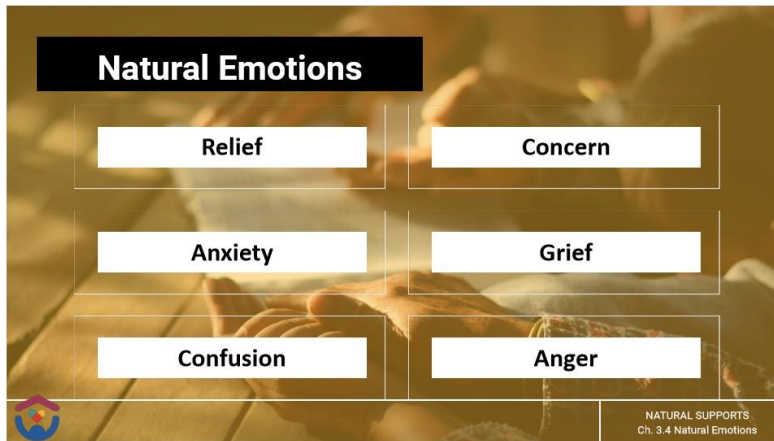 Natural Emotions
Relief
Concern
Anxiety
Grief
Confusion
Anger
NATURAL SUPPORTS
Ch. 3.4 Natural Emotions